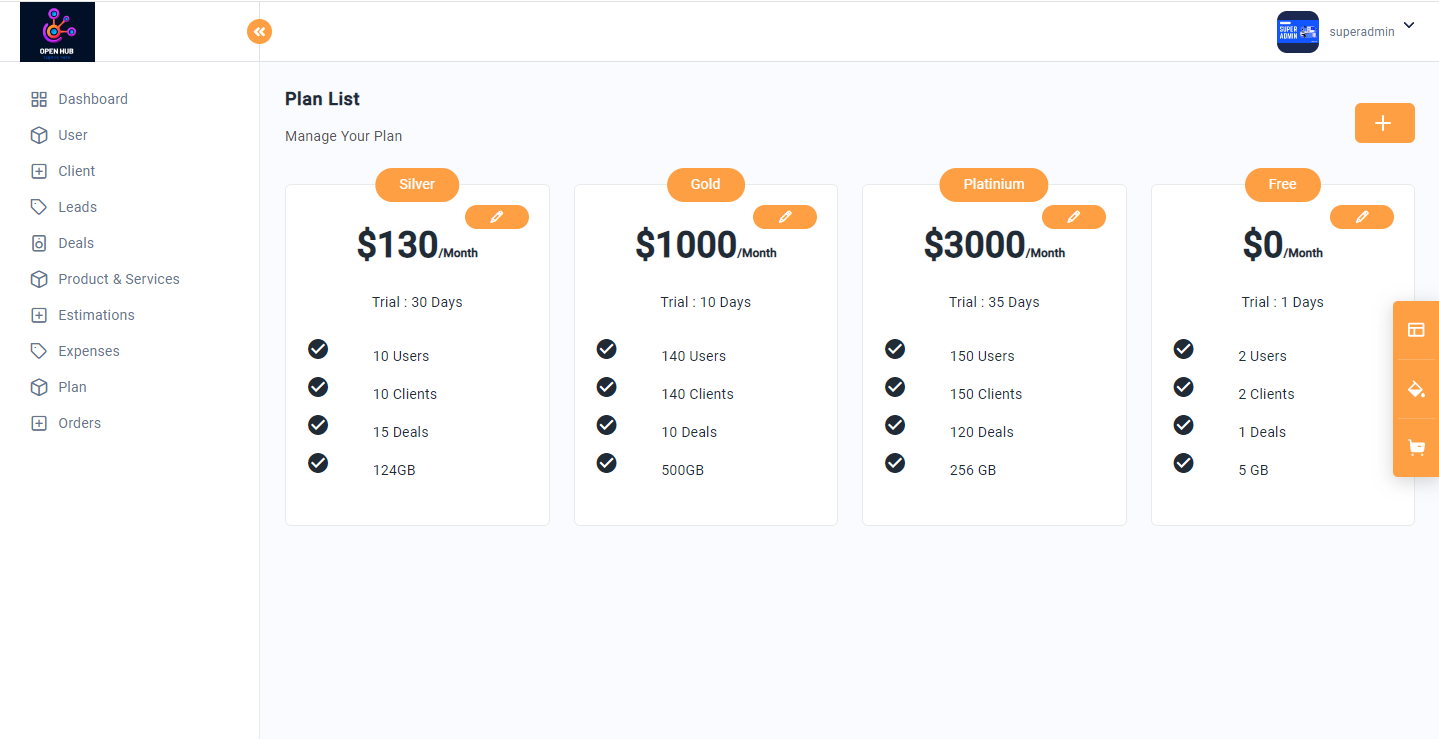 OPEN HUB
SUPER
ADMIN
superadmin
Dashboard
User
Client
Leads
Deals
Product & Services
Estimations
Expenses
Plan
Orders
Plan List
Manage Your Plan
Silver
$130/Month
Trial : 30 Days
10 Users
10 Clients
15 Deals
124GB
Gold
$1000/Month
Trial : 10 Days
140 Users
140 Clients
10 Deals
500GB
Platinium
$3000/Month
Trial : 35 Days
150 Users
150 Clients
120 Deals
256 GB
Free
$0/Month
Trial : 1 Days
2 Users
2 Clients
1 Deals
5 GB